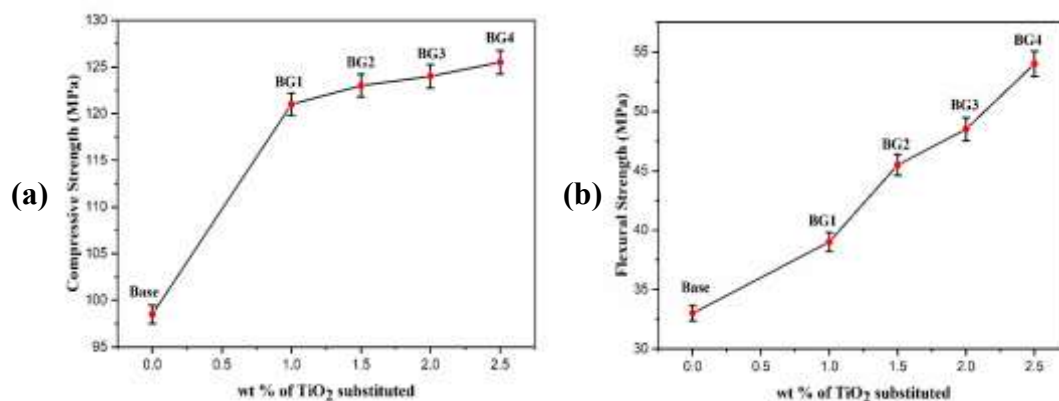 (a)
Compressive Strength (MPa)
130
125
120
115
110
105
100
95
Base
BG1
BG2
BG3
BG4
0.0 0.5 1.0 1.5 2.0 2.5
wt % of TiO2 substituted
(b)
Flexural Strength (MPa)
55
50
45
40
35
30
Base
BG1
BG2
BG3
BG4
0.0 0.5 1.0 1.5 2.0 2.5
wt % of TiO2 substituted